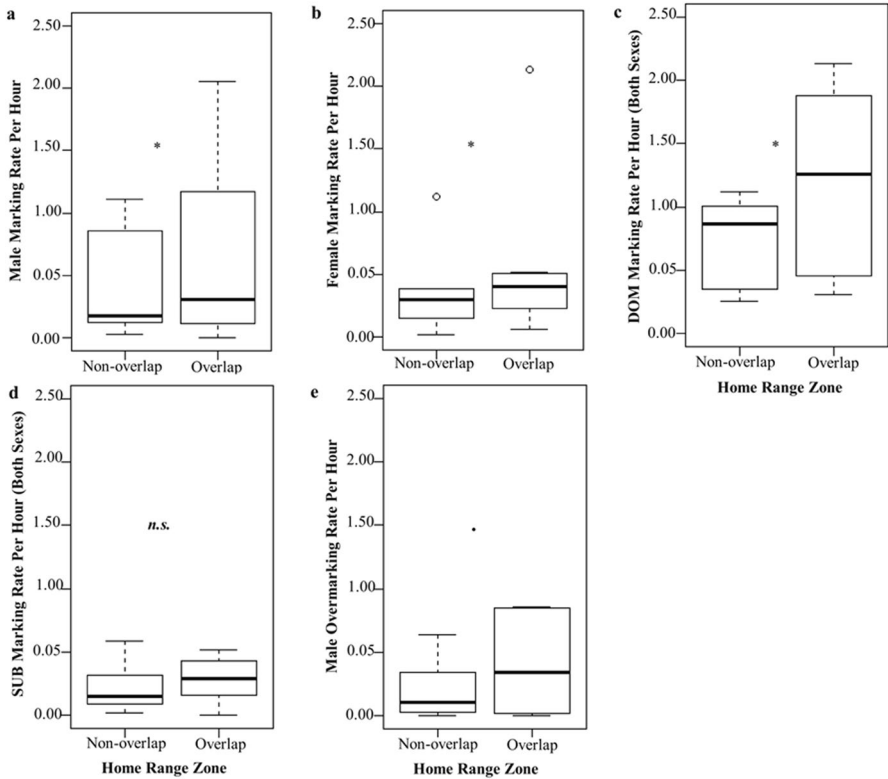 a
Male Marking Rate Per Hour
2.50
2.00
1.50
1.00
0.05
0.00
*
Non-overlap Overlap
b
Female Marking Rate Per Hour
2.50
2.00
1.50
1.00
0.05
0.00
*
Non-overlap Overlap
c
DOM Marking Rate Per Hour (Both Sexes)
2.50
2.00
1.50
1.00
0.05
0.00
*
Non-overlap Overlap
Home Range Zone
d
SUB Marking Rate Per Hour (Both Sexes)
2.00
2.00
1.50
1.00
0.05
0.00
n.s.
Non-overlap Overlap
Home Range Zone
e
Male Overmarking Rate Per Hour
2.50
2.00
1.50
1.00
0.05
0.00
Non-overlap Overlap
Home Range Zone